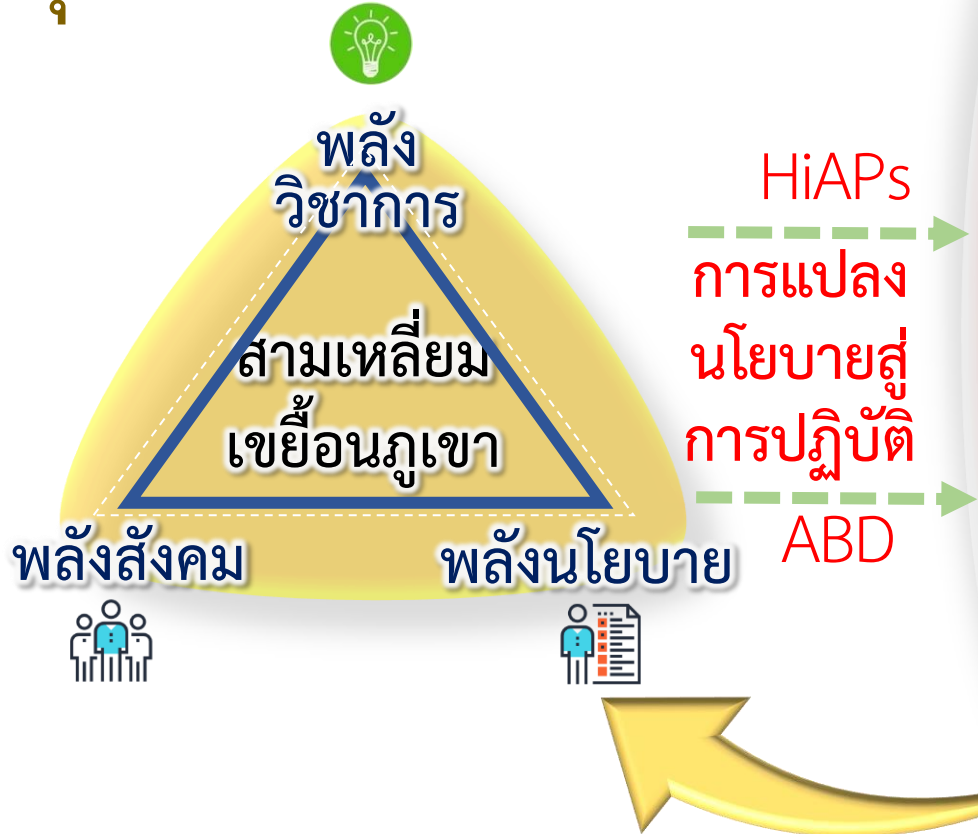 พลัง
วิชาการ
สามเหลี่ยม
เขยื้อนภูเขา
พลังสังคม
พลังนโยบาย
HiAPs
การแปลง
นโยบายสู่
การปฏิบัติ
ABD